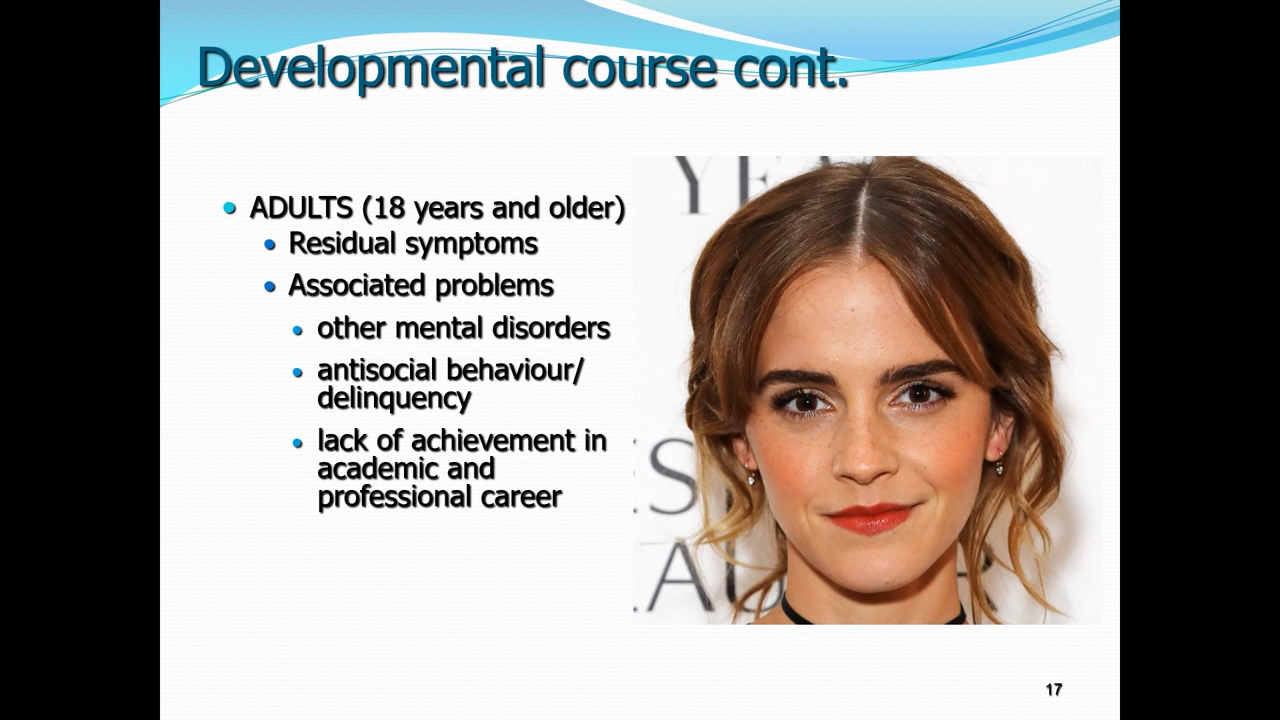 Developmental course cont.
ADULTS (18 years and older)
Residual symptoms
Associated problems
other mental disorders
antisocial behaviour/
delinquency
lack of achievement in
academic and
professional career
17